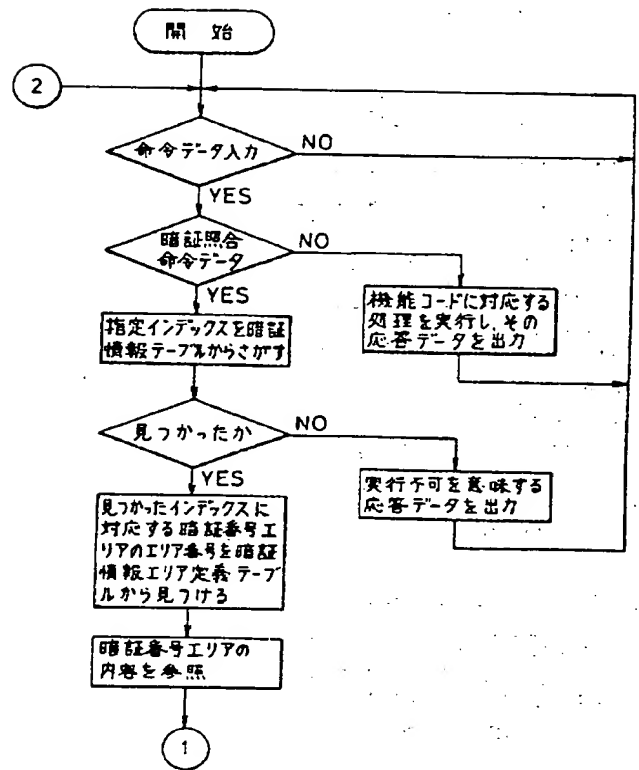 開 始
2
命令データ入力
NO
YES
暗証照合
命令データ
NO
YES
機能コードに対応する
処理を実行し、その
応答データを出力
指定インデックスを暗証
情報テーブルからさがす
見つかったか
NO
YES
実行不可を意味する
応答データを出力
見つかったインデックスに
対応する暗証番号エ
リアのエリア番号を暗証
情報エリア定義テーブ
ルから見つける
暗証番号エリアの
内容を参照
1